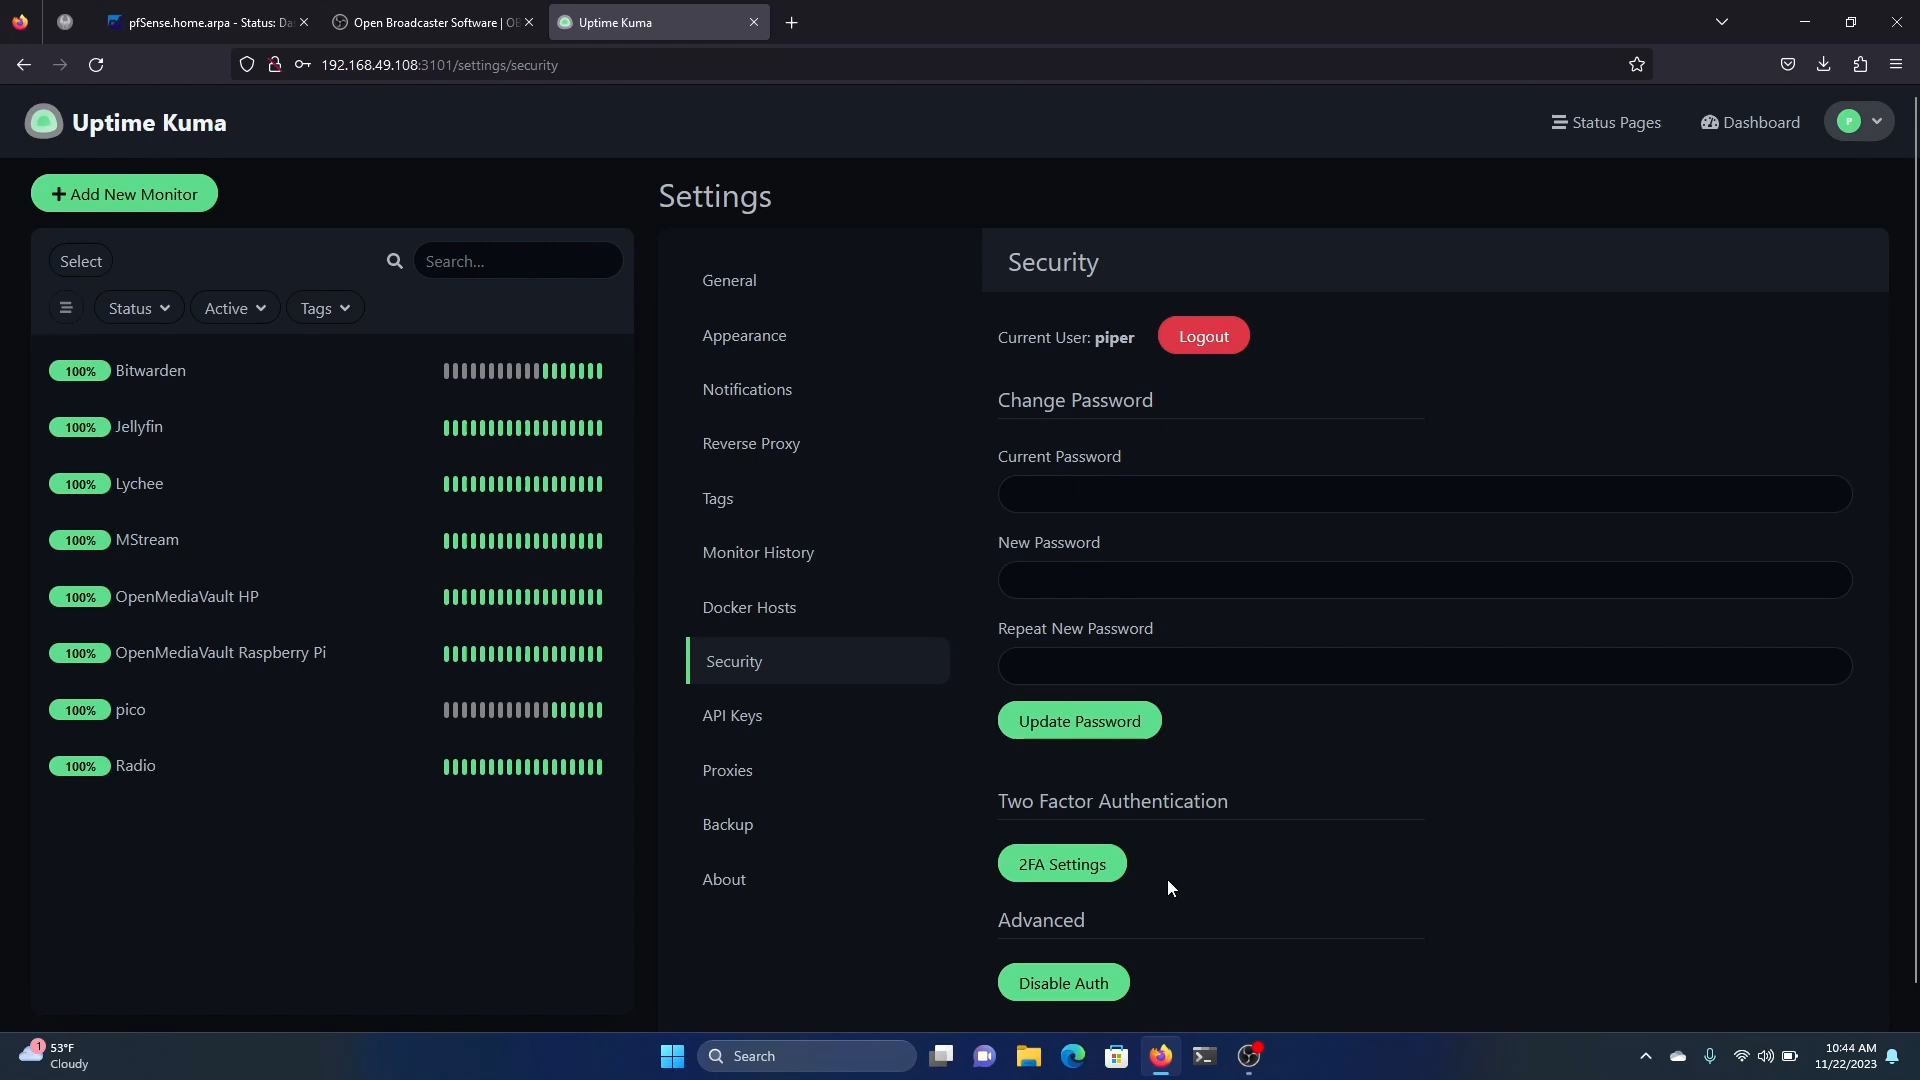 pfSense.home.arpa - Status: Da
Open Broadcaster Software | OB
Uptime Kuma
192.168.49.108:3101/settings/security
Uptime Kuma
Status Pages
Dashboard
P
Add New Monitor
Select
Search...
Status
Active
Tags
100% Bitwarden
100% Jellyfin
100% Lychee
100% MStream
100% OpenMediaVault HP
100% OpenMediaVault Raspberry Pi
100% pico
100% Radio
Settings
General
Appearance
Notifications
Reverse Proxy
Tags
Monitor History
Docker Hosts
Security
API Keys
Proxies
Backup
About
Security
Current User: piper
Logout
Change Password
Current Password
New Password
Repeat New Password
Update Password
Two Factor Authentication
2FA Settings
Advanced
Disable Auth
1
53°F
Cloudy
Search
10:44 AM
11/22/2023